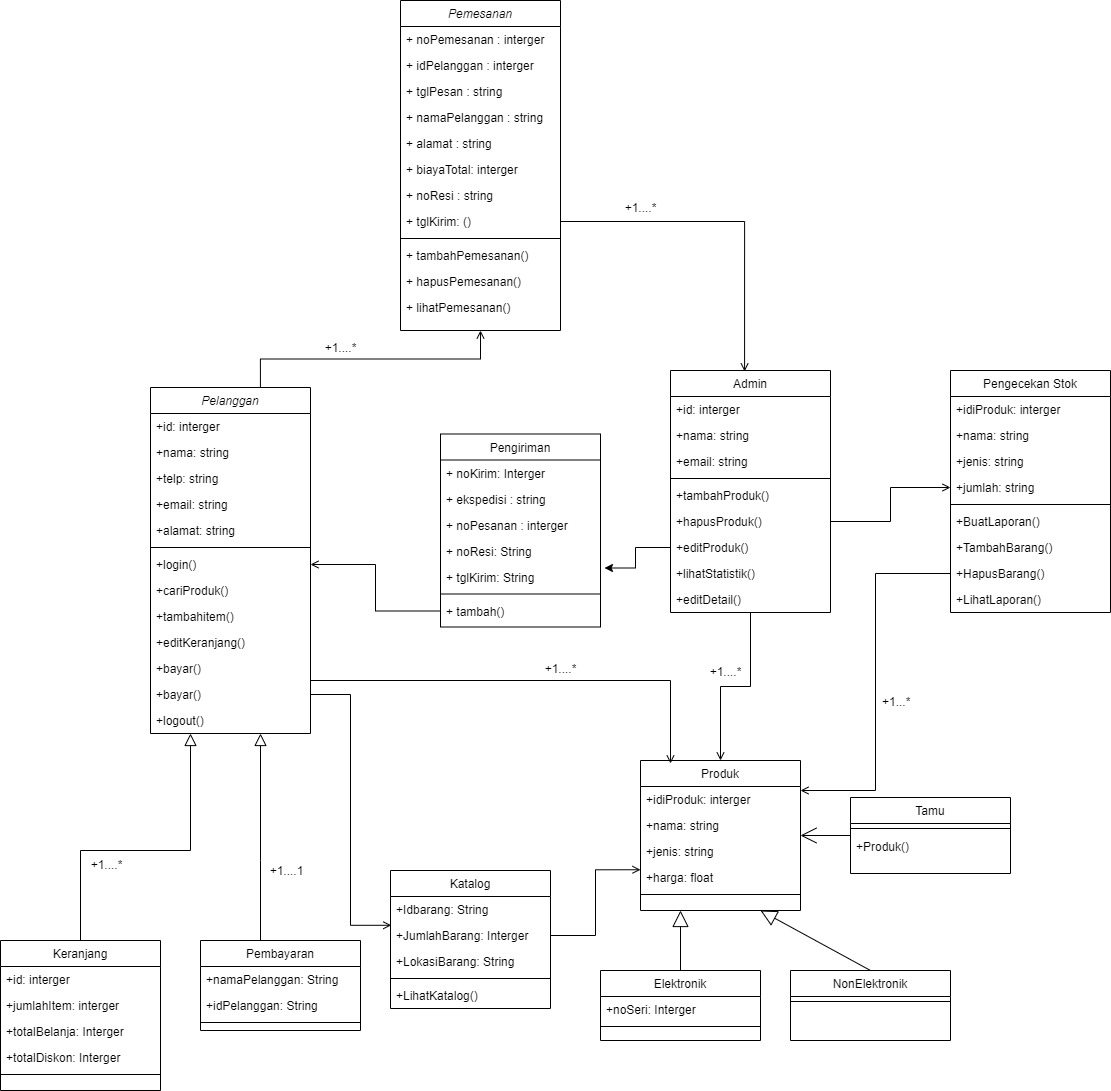 Pemesanan
+ noPemesanan : interger
+ idPelanggan : interger
+ tglPesan : string
+ namaPelanggan : string
+ alamat : string
+ biayaTotal: interger
+ noResi : string
+ tglKirim: ()
+ tambahPemesanan()
+ hapusPemesanan()
+ lihatPemesanan()
+1....*
+1....*
Pelanggan
+id: interger
+nama: string
+telp: string
+email: string
+alamat: string
+login()
+cariProduk()
+tambahitem()
+editKeranjang()
+bayar()
+bayar()
+logout()
Pengiriman
+ noKirim: Interger
+ ekspedisi : string
+ noPesanan : interger
+ noResi: String
+ tglKirim: String
+ tambah()
Admin
+id: interger
+nama: string
+email: string
+tambahProduk()
+hapusProduk()
+editProduk()
+lihatStatistik()
+editDetail()
Pengecekan Stok
+idiProduk: interger
+nama: string
+jenis: string
+jumlah: string
+BuatLaporan()
+TambahBarang()
+HapusBarang()
+LihatLaporan()
+1....*
+1....*
+1...*
Produk
+idiProduk: interger
+nama: string
+jenis: string
+harga: float
Tamu
+Produk()
+1....*
+1....1
Katalog
+Idbarang: String
+JumlahBarang: Interger
+LokasiBarang: String
+LihatKatalog()
Keranjang
+id: interger
+jumlahItem: interger
+totalBelanja: Interger
+totalDiskon: Interger
Pembayaran
+namaPelanggan: String
+idPelanggan: String
Elektronik
+noSeri: Interger
NonElektronik